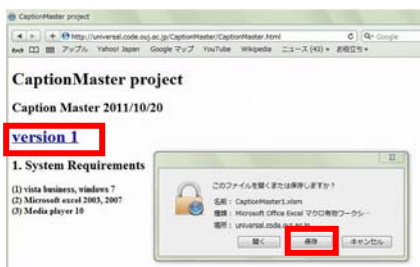 CaptionMaster project
http://universal.code.ouj.ac.jp/CaptionMaster/CaptionMaster.html
Google
アップル Yahoo! Japan Google マップ YouTube Wikipedia ニュース (43) お役立ち
CaptionMaster project
Caption Master 2011/10/20
version 1
1. System Requirements
(1) vista business, windows 7
(2) Microsoft excel 2003, 2007
(3) Media player 10
このファイルを開くまたは保存しますか？
名前： CaptionMaster1.xlsm
種類： Microsoft Office Excel マクロ有効ワークシ…
場所： universal.code.ouj.ac.jp
開く 保存 キャンセル